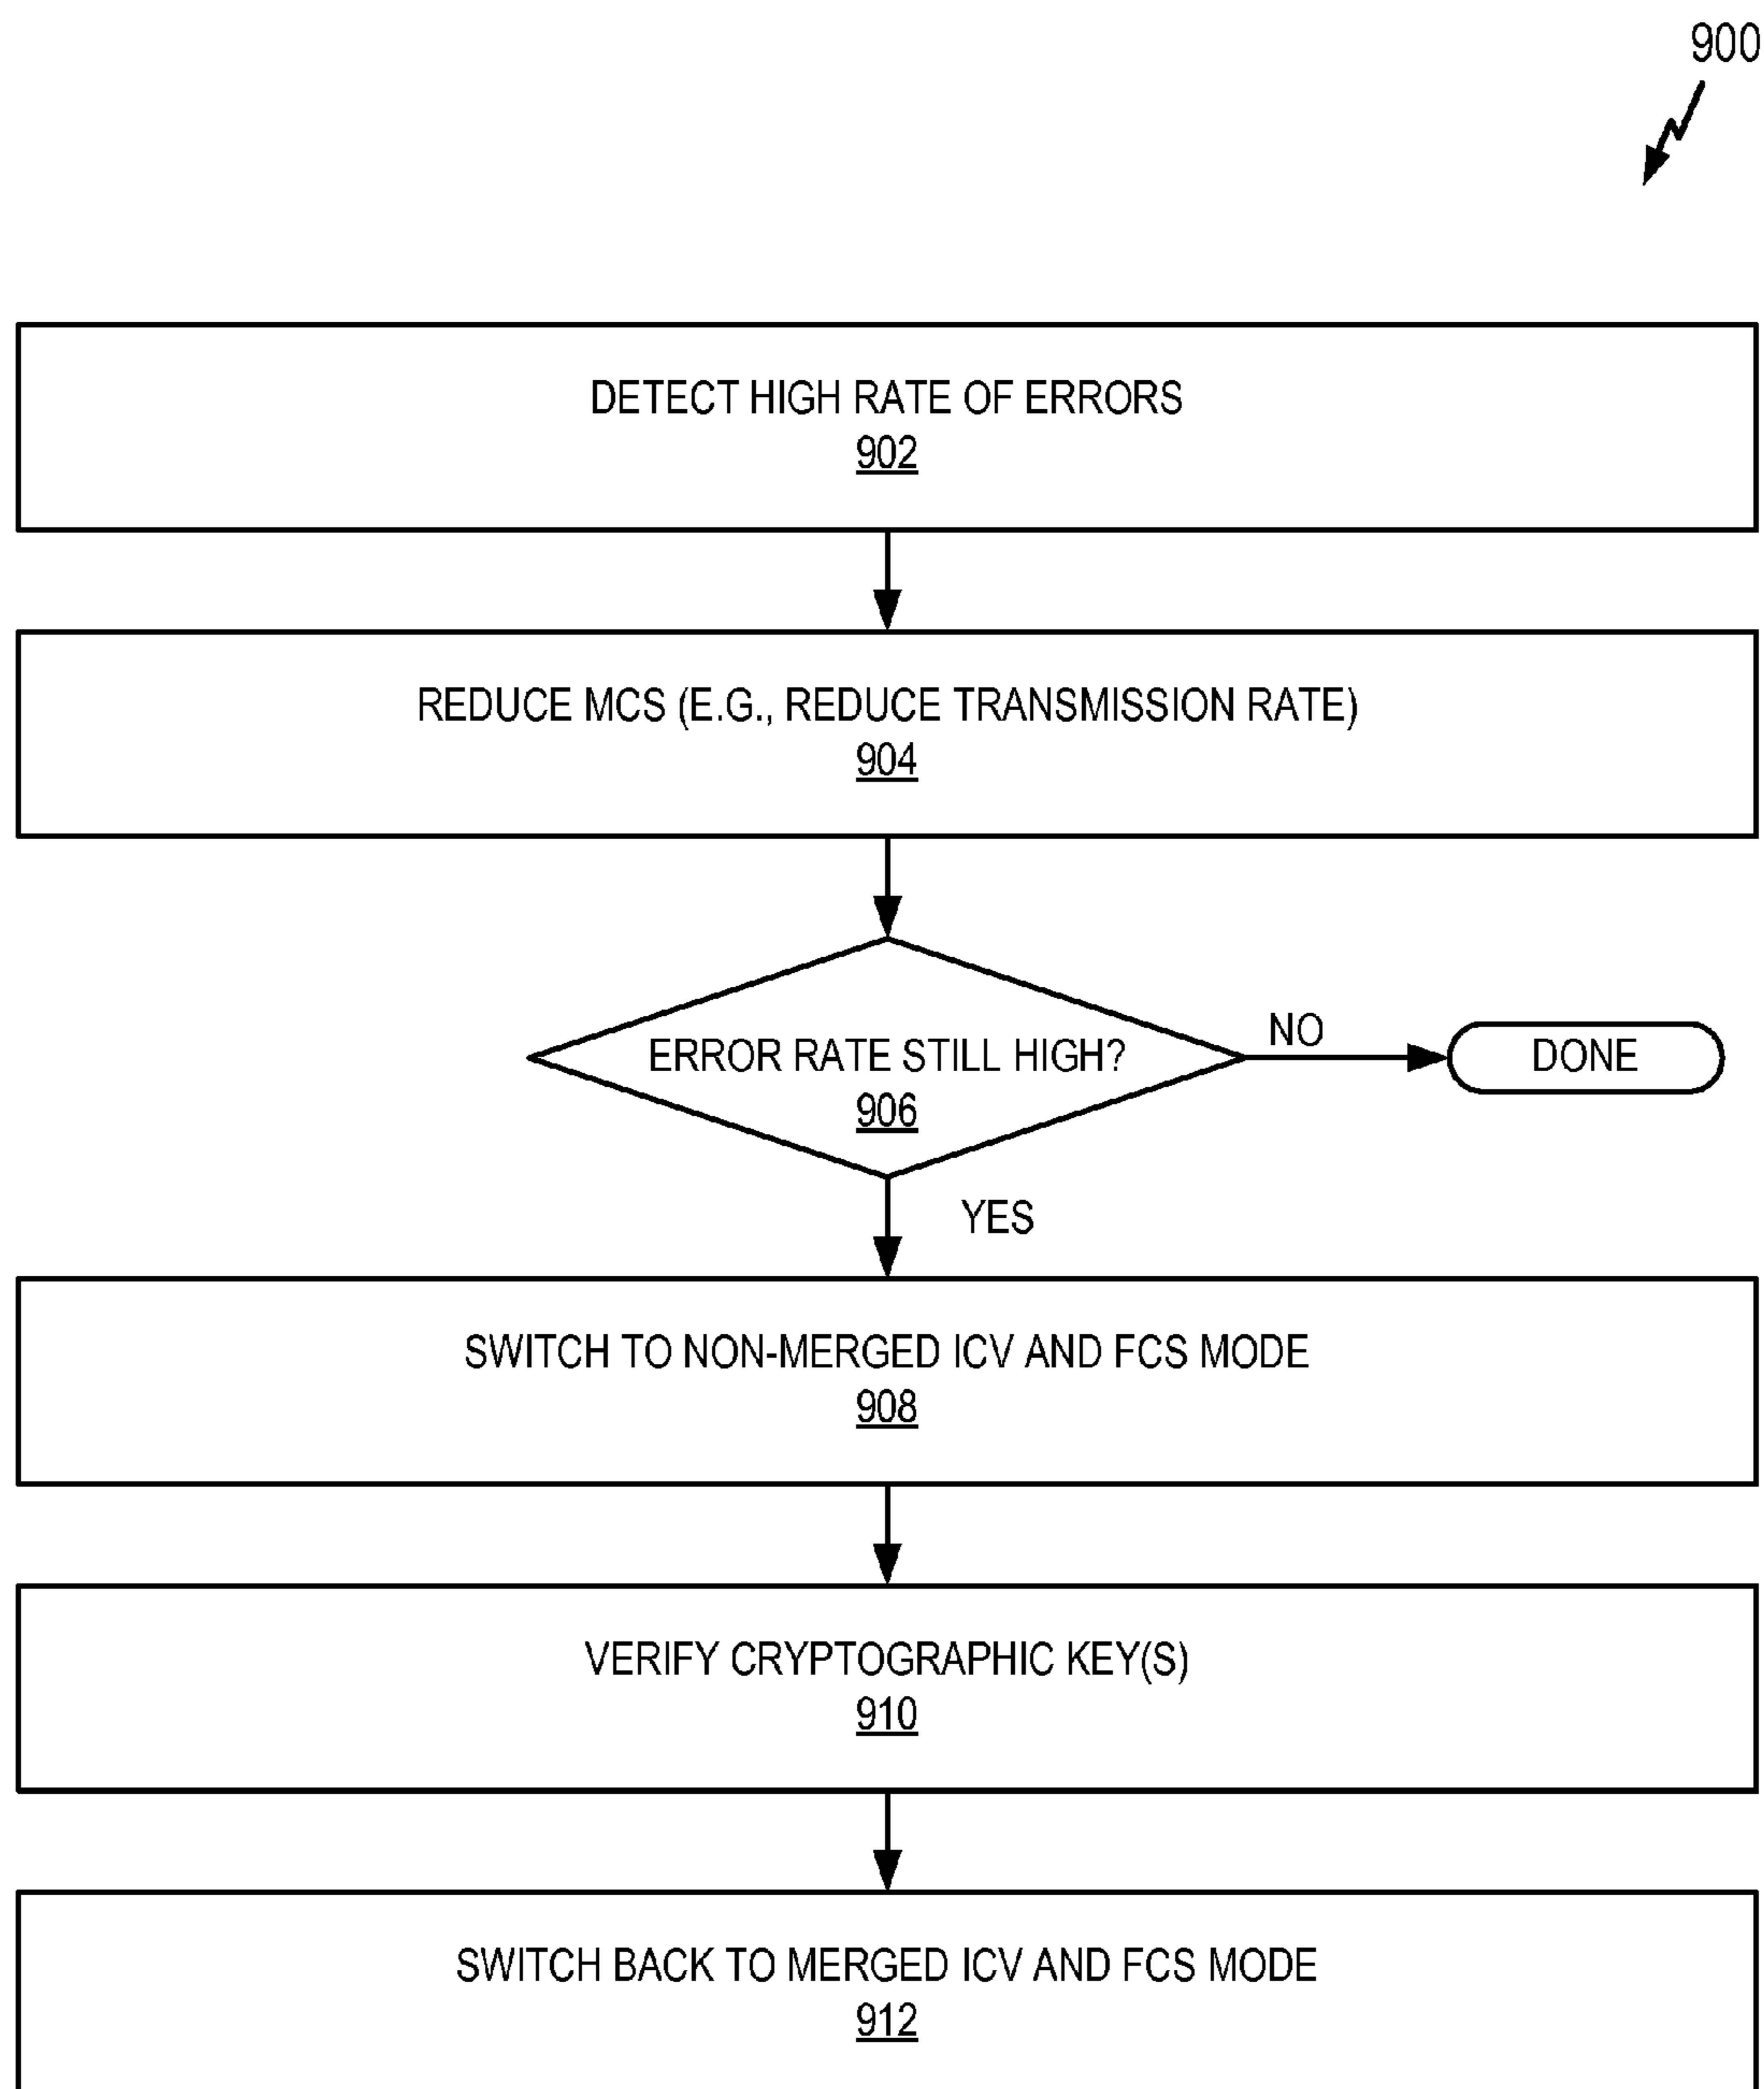 900
DETECT HIGH RATE OF ERRORS
902
REDUCE MCS (E.G., REDUCE TRANSMISSION RATE)
904
ERROR RATE STILL HIGH?
906
NO
DONE
YES
SWITCH TO NON-MERGED ICV AND FCS MODE
908
VERIFY CRYPTOGRAPHIC KEY(S)
910
SWITCH BACK TO MERGED ICV AND FCS MODE
912